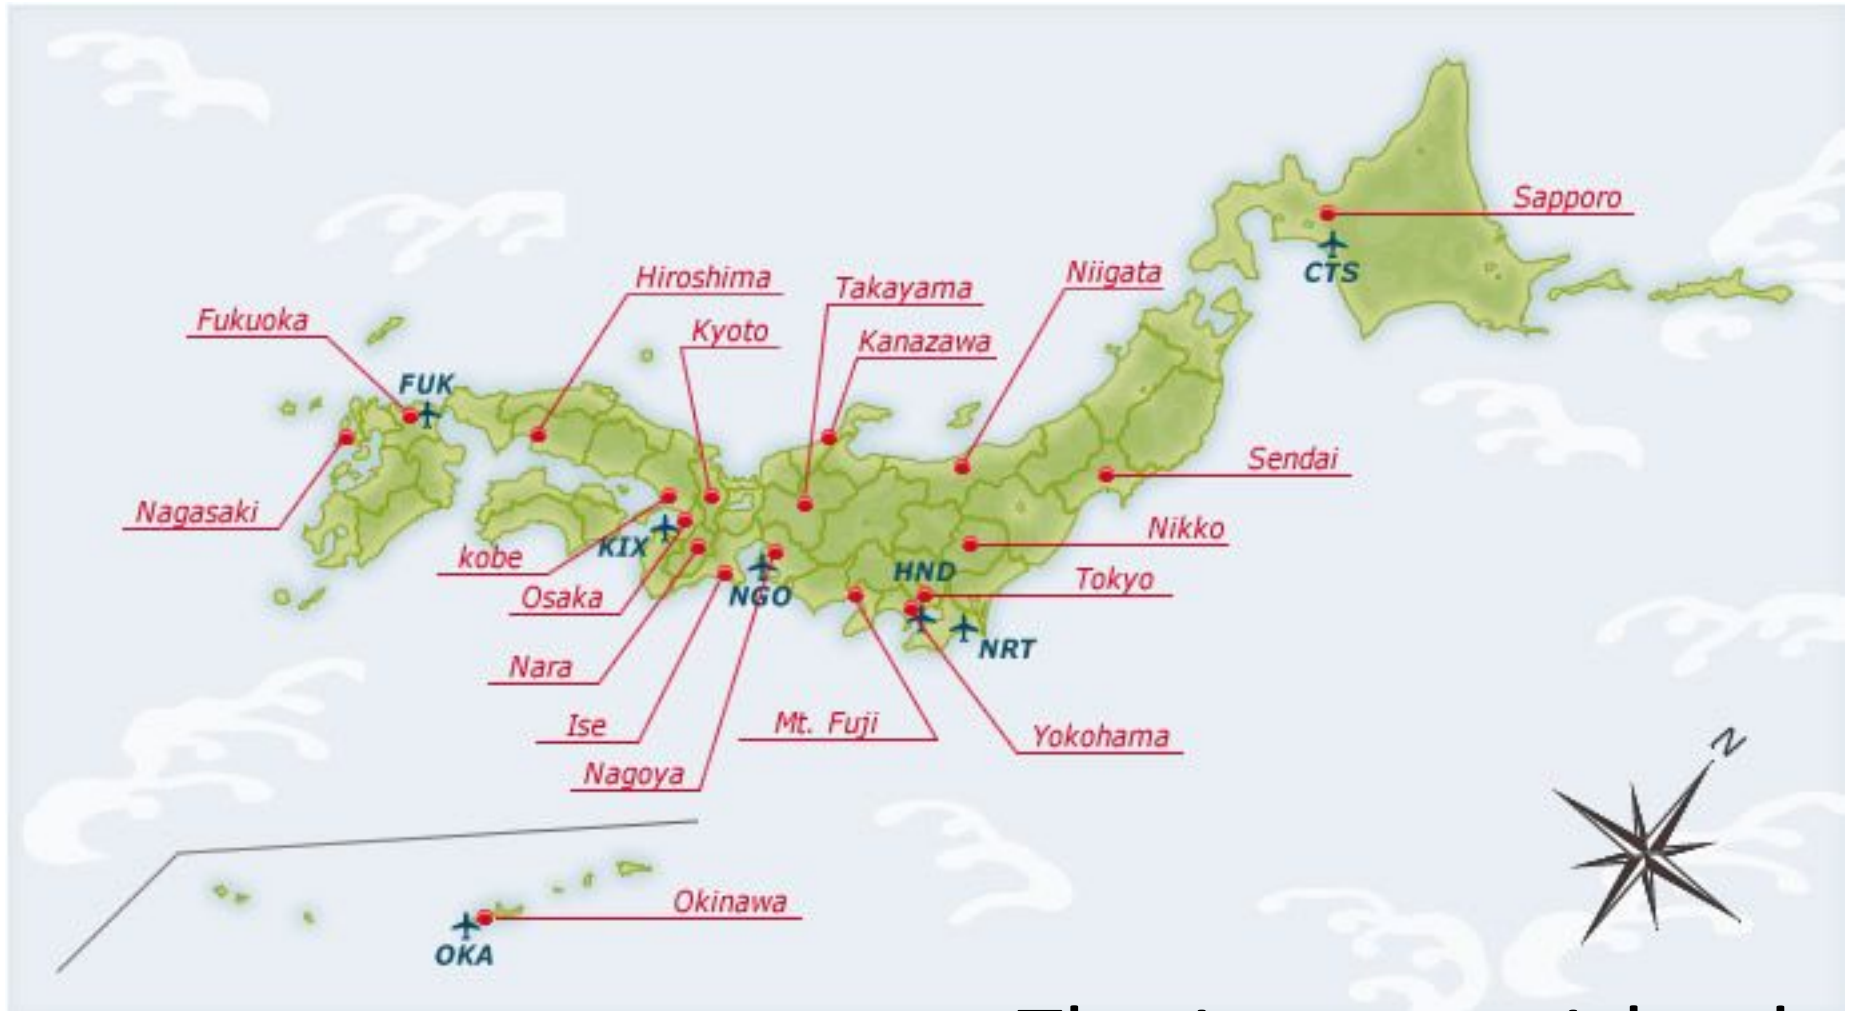 Sapporo
CTS
Niigata
Hiroshima
Takayama
Fukuoka
Kyoto
Kanazawa
FUK
Sendai
Nagasaki
Nikko
kobe
KIX
HND
Tokyo
Osaka
NGO
NRT
Nara
Ise
Mt. Fuji
Yokohama
Nagoya
N
Okinawa
OKA